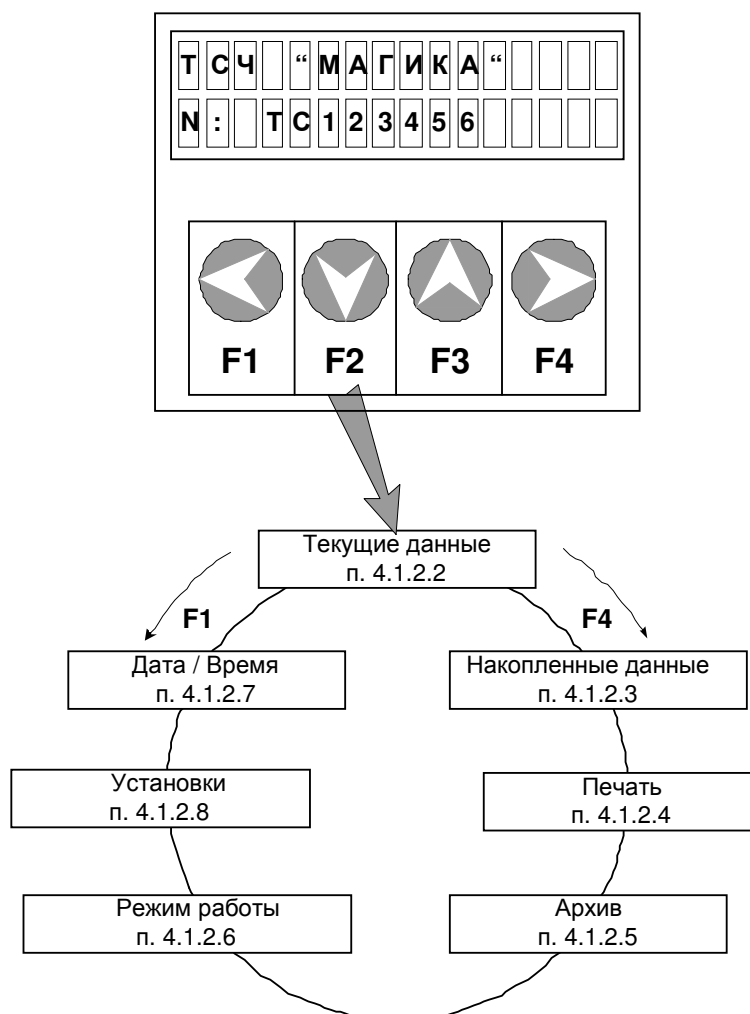 ТСЧ “МАГИКА“
N: ТС123456
F1 F2 F3 F4
Текущие данные
п. 4.1.2.2
F1 F4
Дата / Время
п. 4.1.2.7
Накопленные данные
п. 4.1.2.3
Установки
п. 4.1.2.8
Печать
п. 4.1.2.4
Режим работы
п. 4.1.2.6
Архив
п. 4.1.2.5